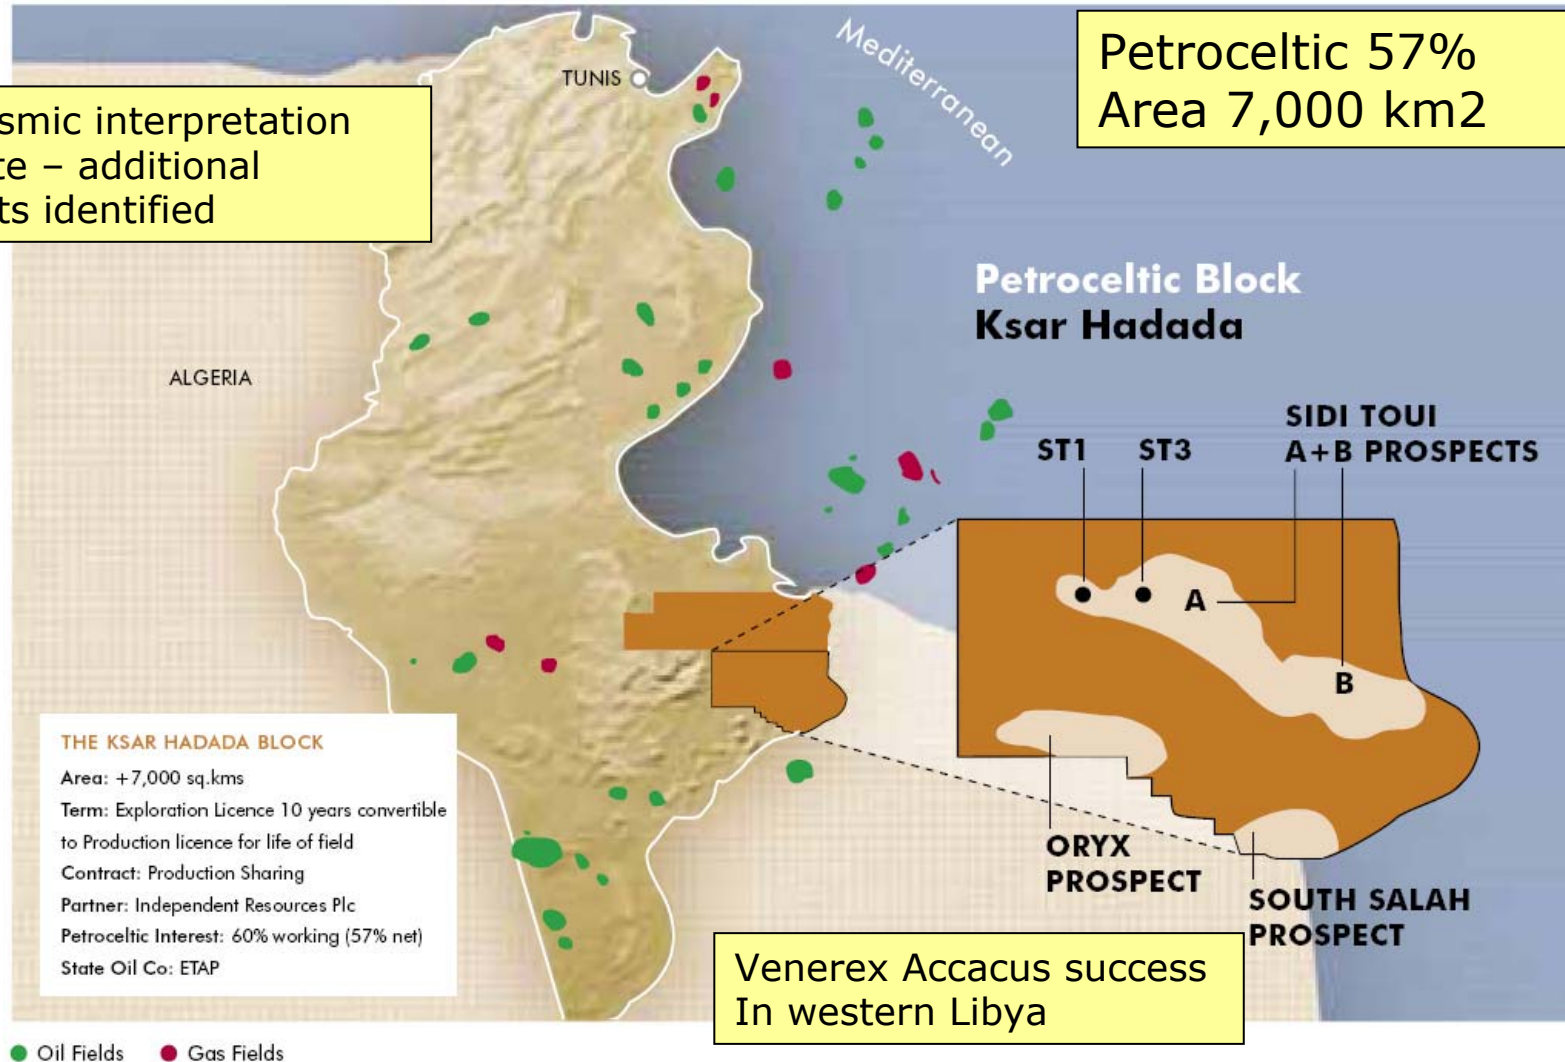 TUNIS
Mediterranean
Petroceltic 57%
Area 7,000 km2
smic interpretation
te – additional
ts identified
Petroceltic Block
Ksar Hadada
ALGERIA
SIDI TOUI
A+B PROSPECTS
ST1
ST3
A
B
ORYX
PROSPECT
SOUTH SALAH
PROSPECT
THE KSAR HADADA BLOCK
Area: +7,000 sq.kms
Term: Exploration Licence 10 years convertible
to Production licence for life of field
Contract: Production Sharing
Partner: Independent Resources Plc
Petroceltic Interest: 60% working (57% net)
State Oil Co: ETAP
Venerex Accacus success
In western Libya
Oil Fields
Gas Fields